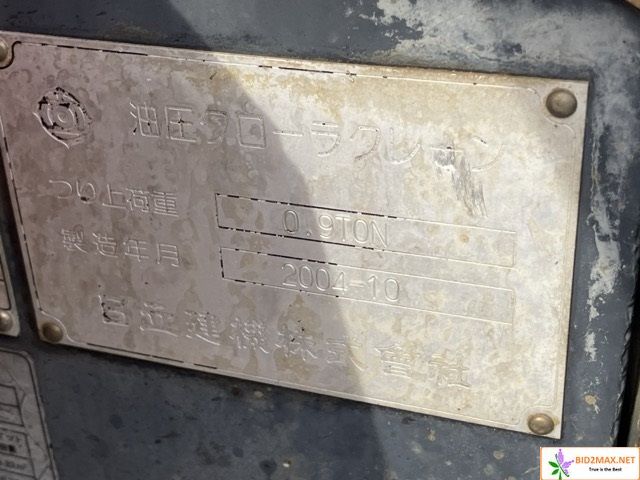 油圧クローラクレーン
つり上荷重 0.9TON
製造年月 2004-10
日立建機株式會社
BID2MAX.NET
True is the Best